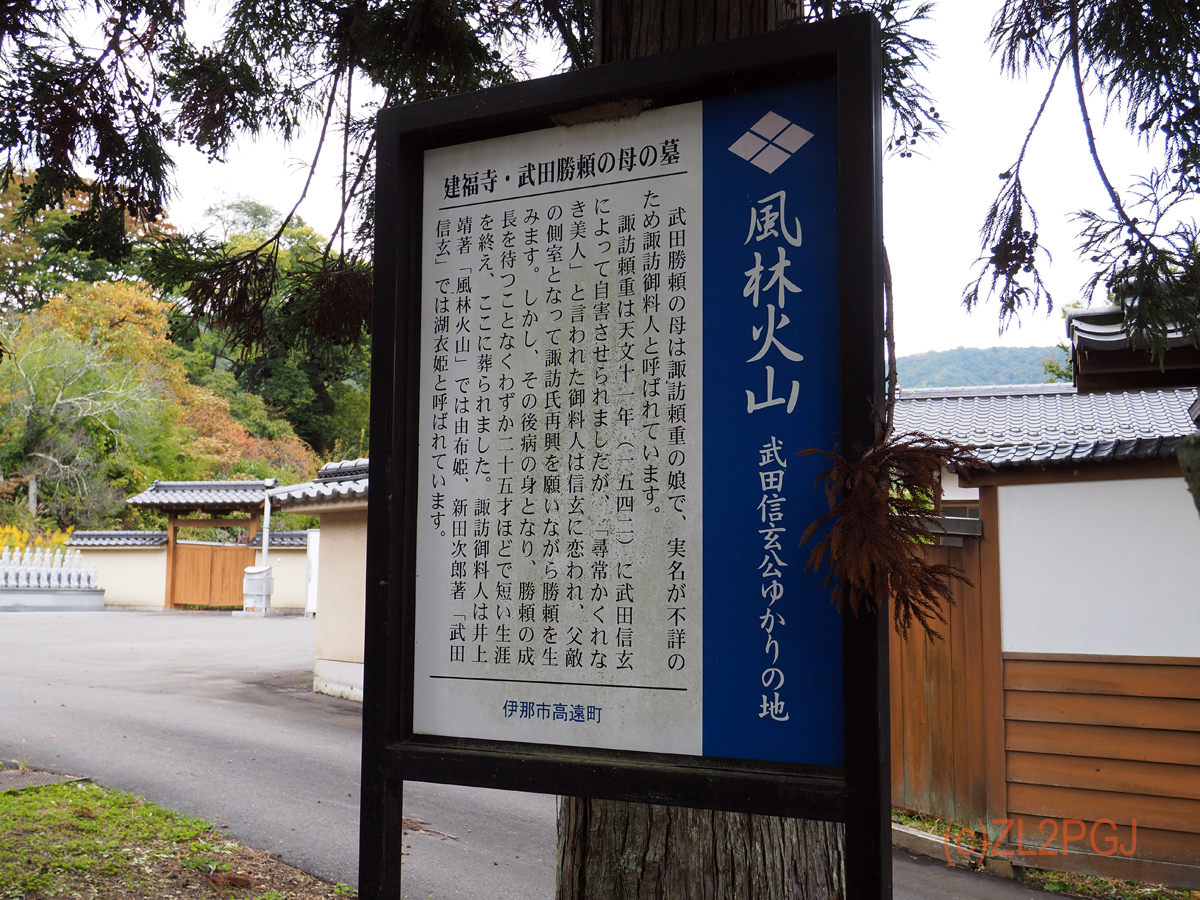 風林火山 武田信玄公ゆかりの地
建福寺・武田勝頼の母の墓
武田勝頼の母は諏訪頼重の娘で、実名が不詳の
ため諏訪御料人と呼ばれています。
諏訪頼重は天文十一年（一五四二）に武田信玄
によって自害させられましたが、「尋常かくれな
き美人」と言われた御料人は信玄に恋われ、父敵
の側室となって諏訪氏再興を願いながら勝頼を生
みます。しかし、その後病の身となり、勝頼の成
長を待つことなくわずか二十五才ほどで短い生涯
を終え、ここに葬られました。諏訪御料人は井上
靖著「風林火山」では由布姫、新田次郎著「武田
信玄」では湖衣姫と呼ばれています。
伊那市高遠町
(c)ZL2PGJ